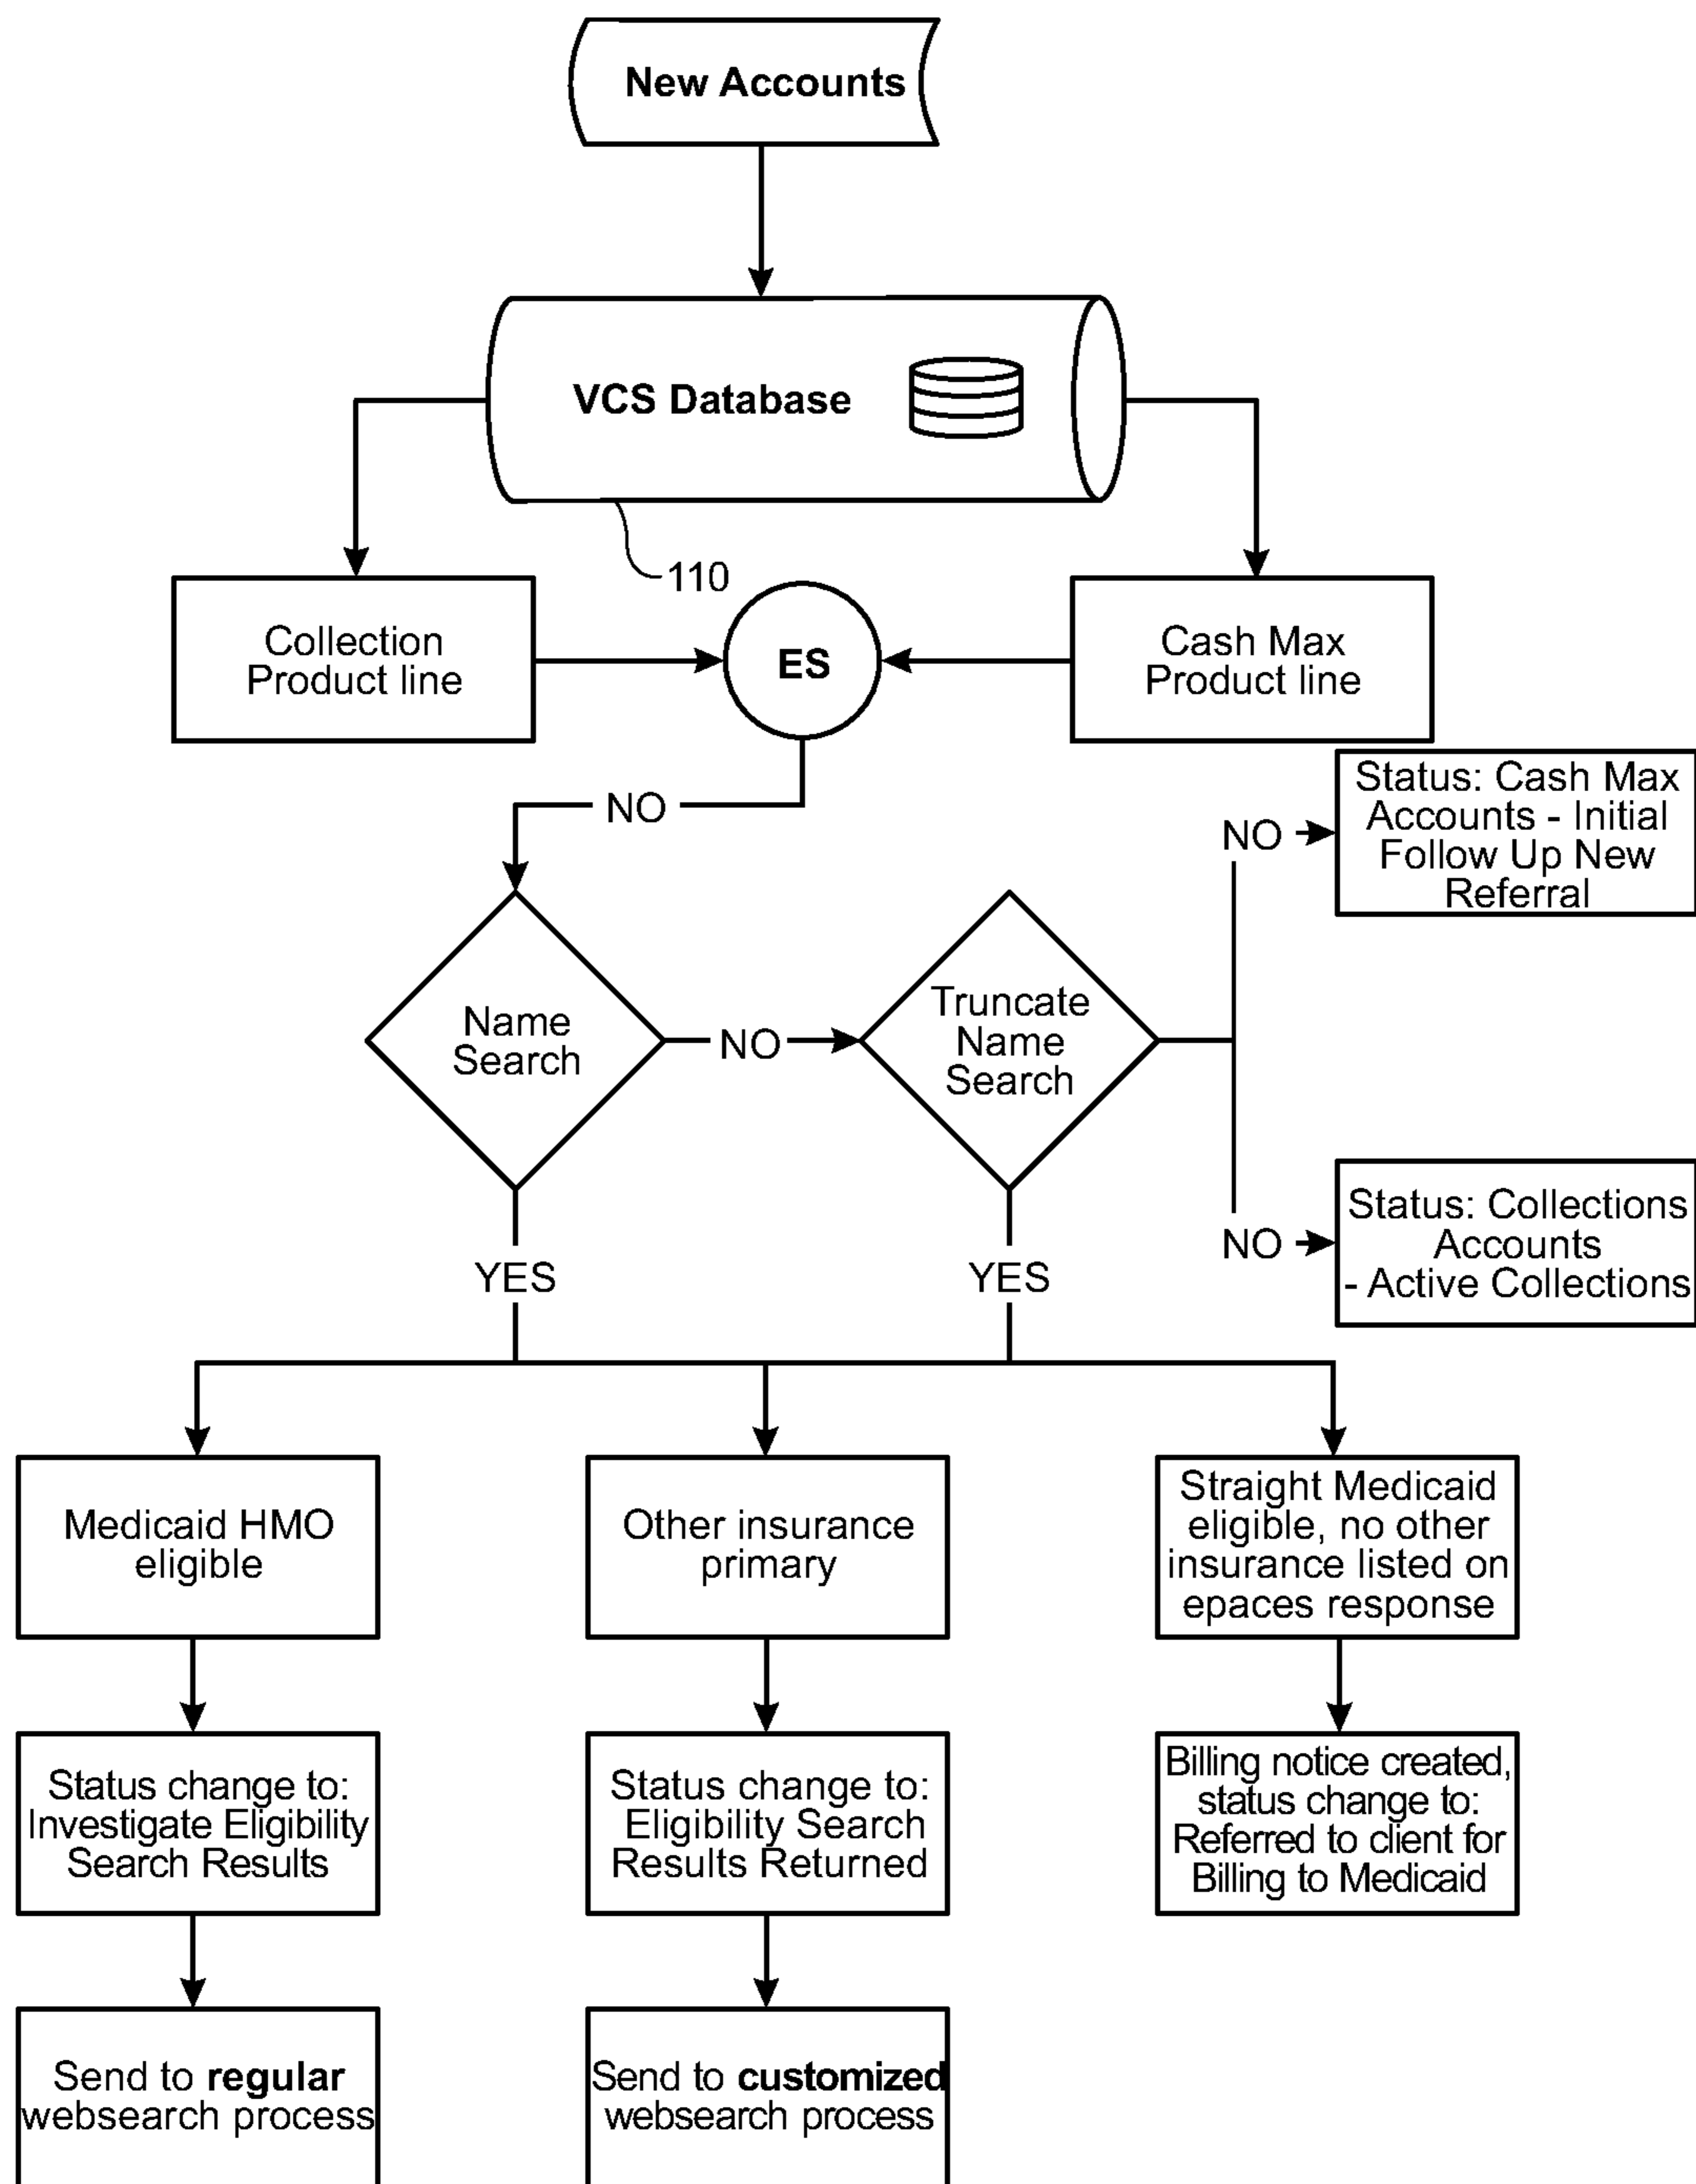 New Accounts
VCS Database
110
Collection
Product line
ES
Cash Max
Product line
NO
Status: Cash Max
Accounts - Initial
Follow Up New
Referral
NO
Name
Search
NO
Truncate
Name
Search
NO
Status: Collections
Accounts
- Active Collections
YES
YES
Medicaid HMO
eligible
Other insurance
primary
Straight Medicaid
eligible, no other
insurance listed on
epaces response
Status change to:
Investigate Eligibility
Search Results
Status change to:
Eligibility Search
Results Returned
Billing notice created,
status change to:
Referred to client for
Billing to Medicaid
Send to regular
websearch process
Send to customized
websearch process